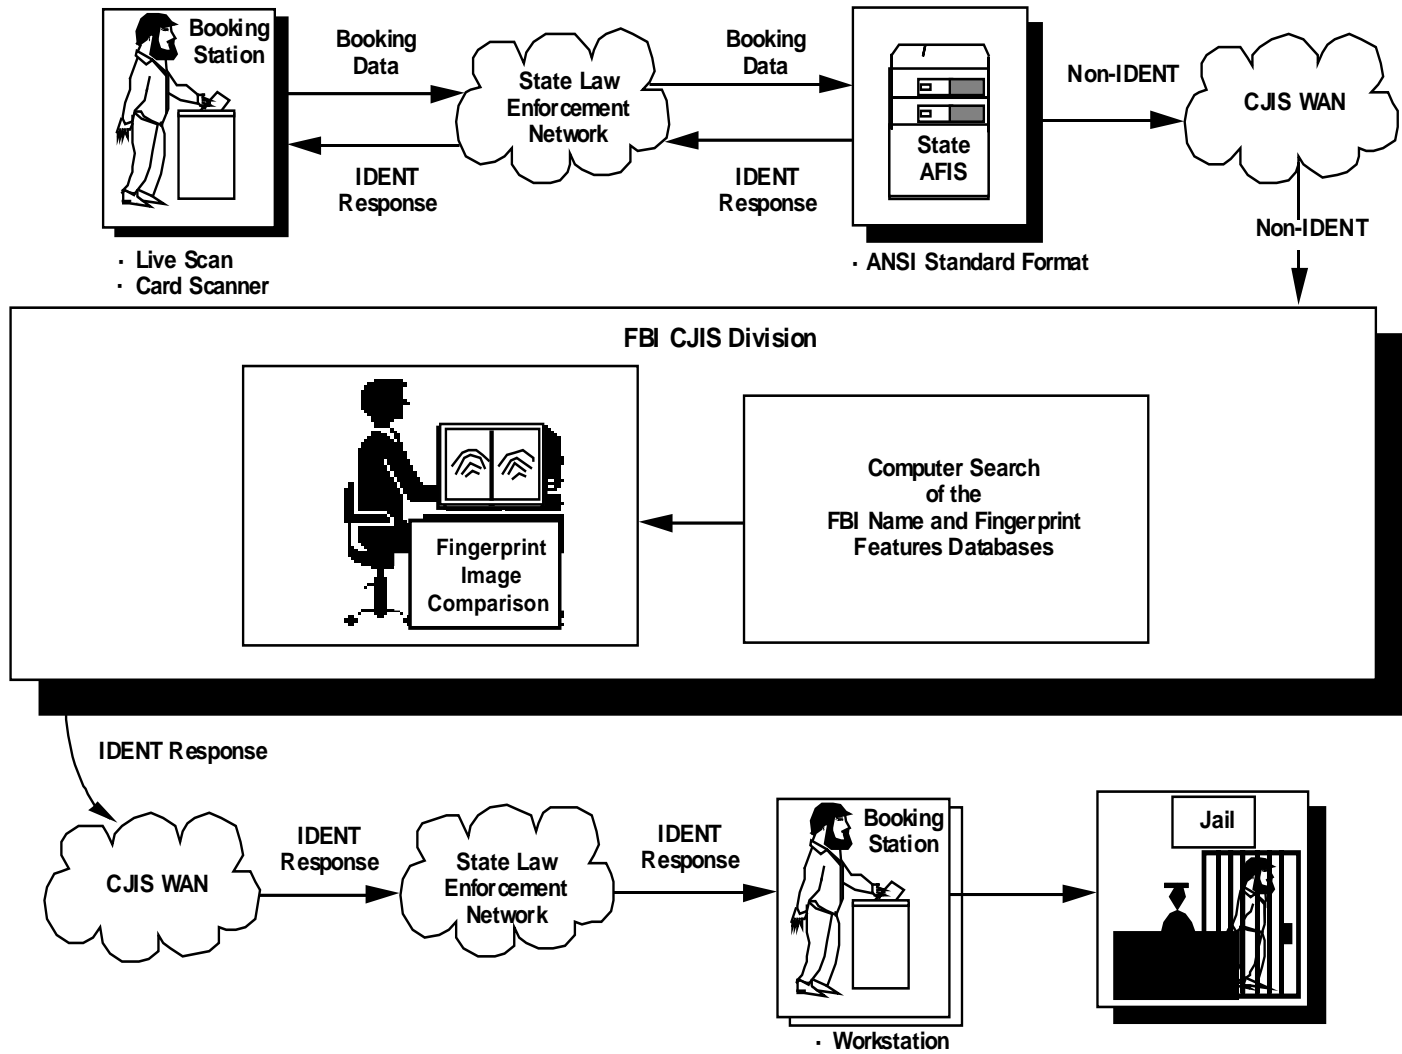 Booking
Station
Booking
Data
State Law
Enforcement
Network
Booking
Data
Non-IDENT
CJIS WAN
IDENT
Response
State
AFIS
IDENT
Response
Non-IDENT
· Live Scan
· Card Scanner
· ANSI Standard Format
FBI CJIS Division
Fingerprint
Image
Comparison
Computer Search
of the
FBI Name and Fingerprint
Features Databases
IDENT Response
CJIS WAN
IDENT
Response
State Law
Enforcement
Network
IDENT
Response
Booking
Station
Jail
· Workstation